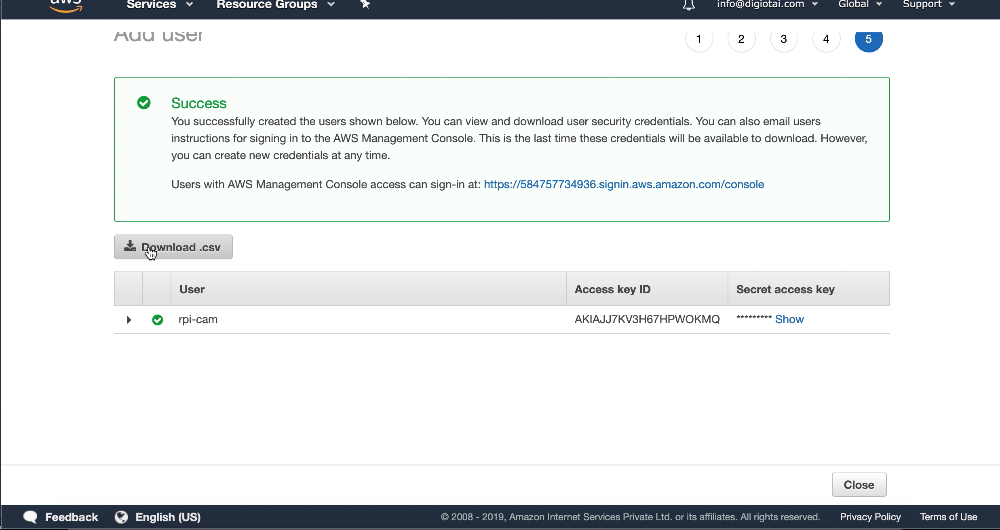 aws Services Resource Groups info@digiotai.com Global Support
Add user 1 2 3 4 5
Success
You successfully created the users shown below. You can view and download user security credentials. You can also email users
instructions for signing in to the AWS Management Console. This is the last time these credentials will be available to download. However,
you can create new credentials at any time.
Users with AWS Management Console access can sign-in at: https://584757734936.signin.aws.amazon.com/console
Download .csv
User Access key ID Secret access key
rpi-cam AKIAJJ7KV3H67HPWOKMQ ********* Show
Close
Feedback English (US) © 2008 - 2019, Amazon Internet Services Private Ltd. or its affiliates. All rights reserved. Privacy Policy Terms of Use